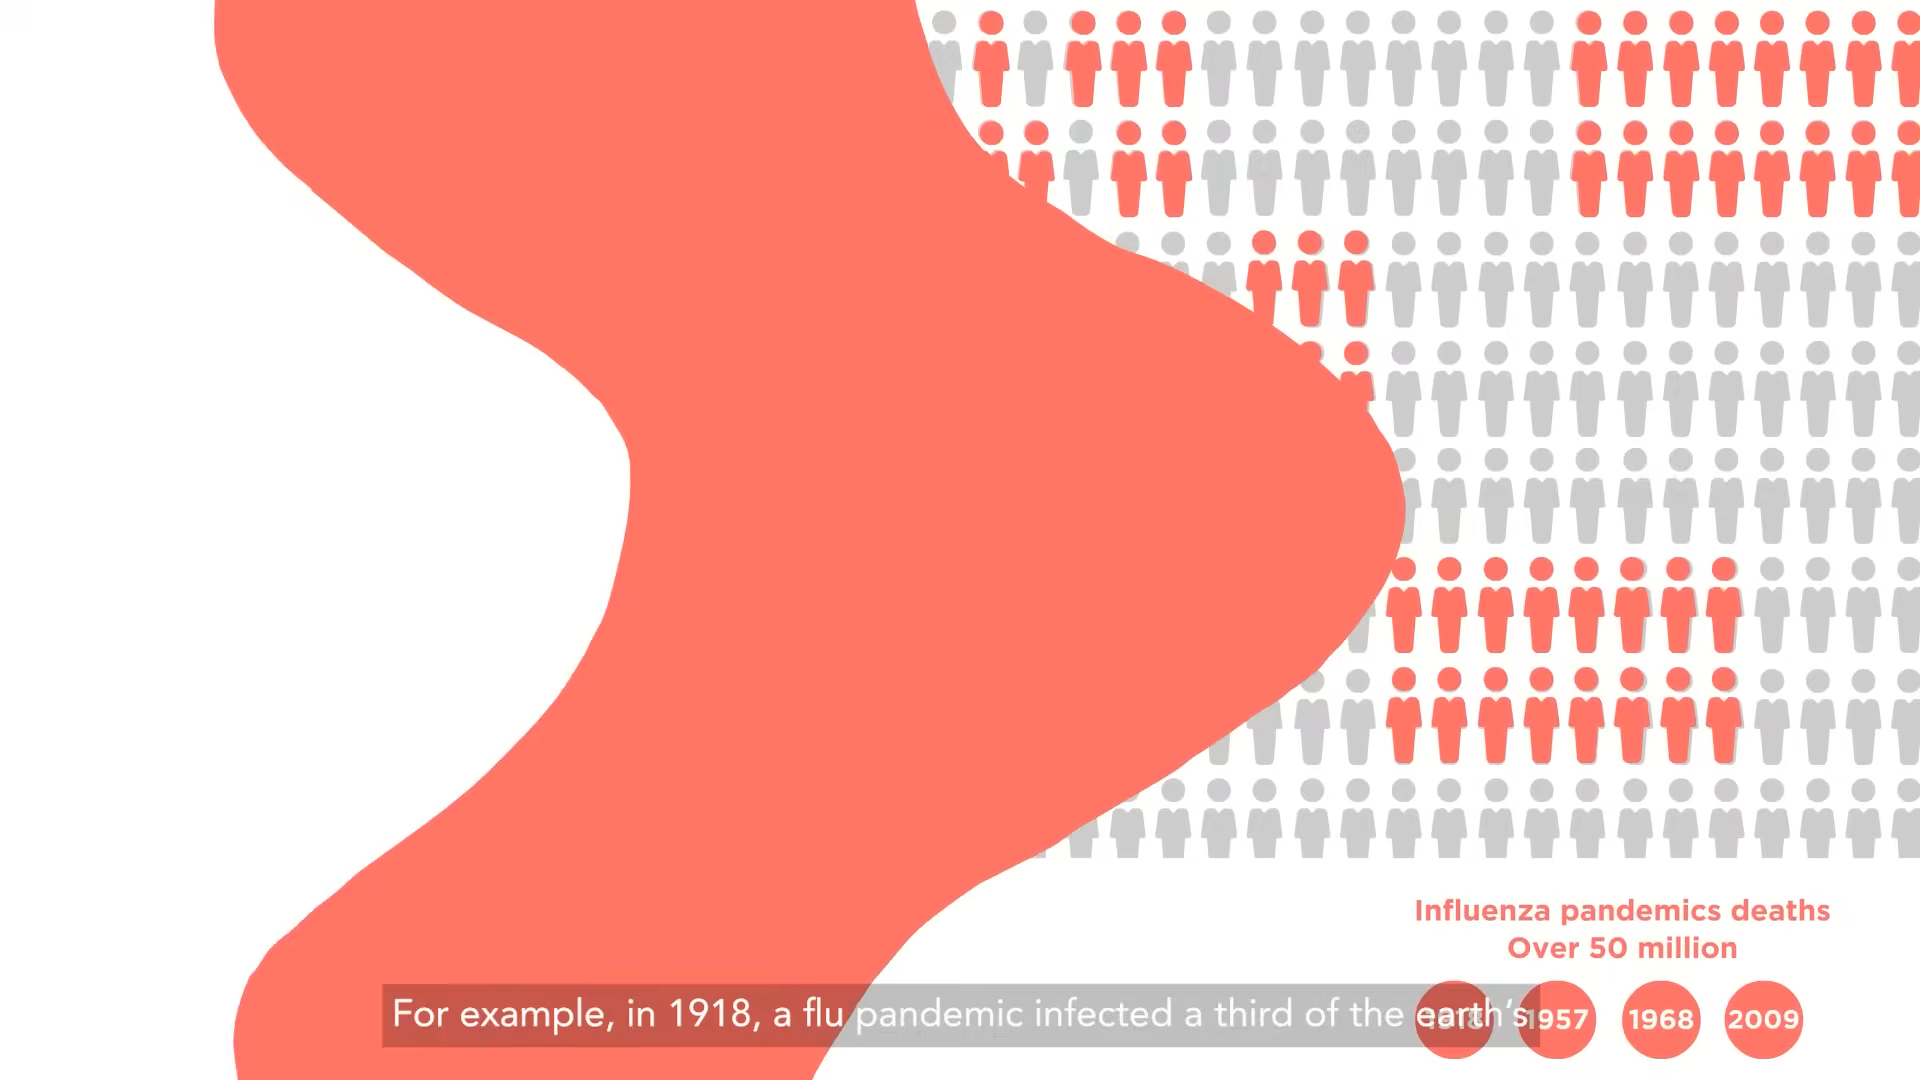 Influenza pandemics deaths
Over 50 million
For example, in 1918, a flu pandemic infected a third of the earth's
1918 1957 1968 2009